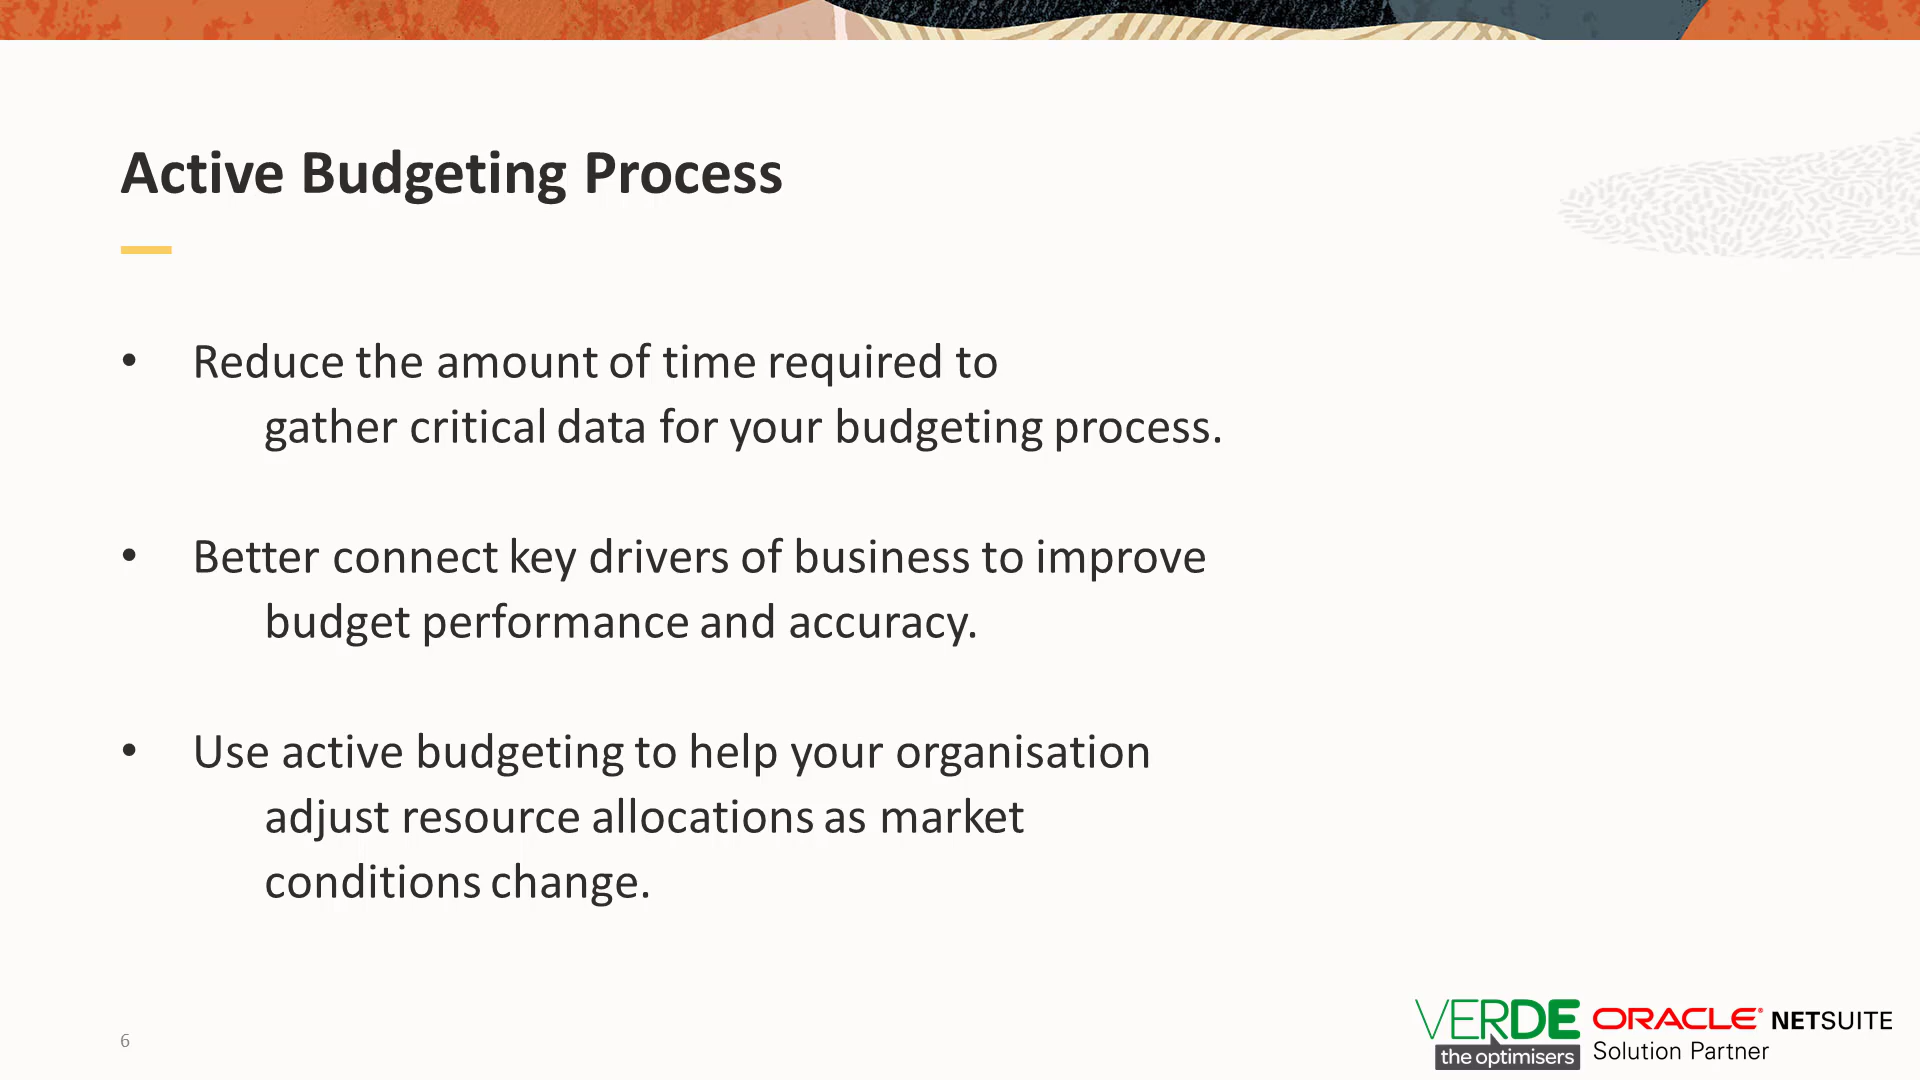 Active Budgeting Process
• Reduce the amount of time required to
gather critical data for your budgeting process.
• Better connect key drivers of business to improve
budget performance and accuracy.
• Use active budgeting to help your organisation
adjust resource allocations as market
conditions change.
6
VERDE
the optimisers
ORACLE® NETSUITE
Solution Partner